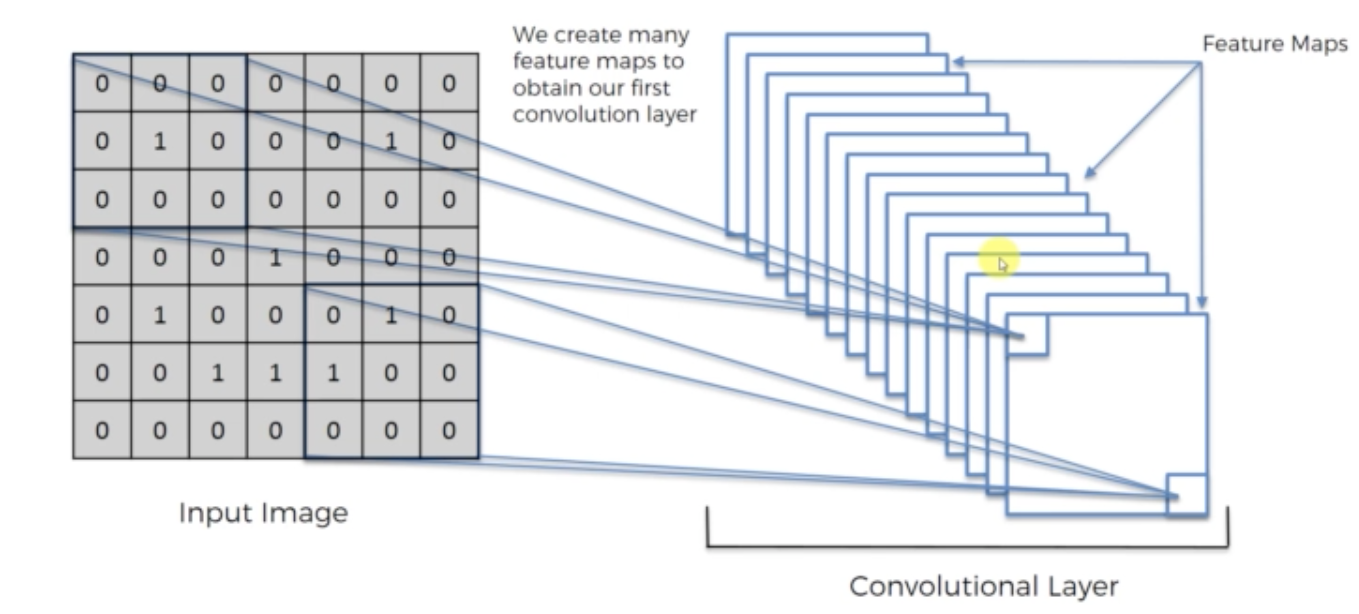 We create many
feature maps to
obtain our first
convolution layer
Feature Maps
0 0 0 0 0 0 0
0 1 0 0 0 1 0
0 0 0 0 0 0 0
0 0 0 1 0 0 0
0 1 0 0 0 1 0
0 0 1 1 1 0 0
0 0 0 0 0 0 0
Input Image
Convolutional Layer